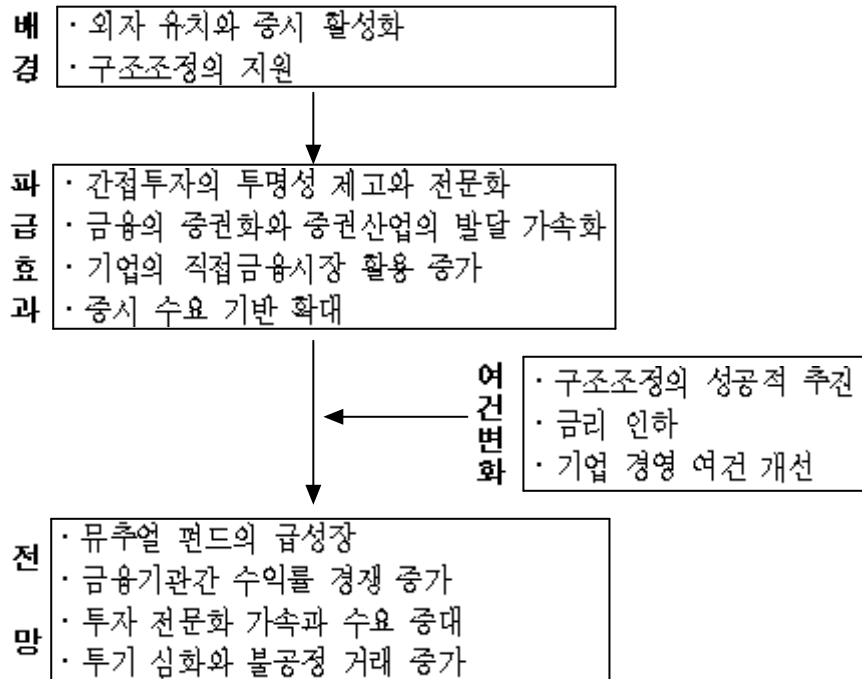 배경
· 외자 유치와 증시 활성화
· 구조조정의 지원
파급효과
· 간접투자의 투명성 제고와 전문화
· 금융의 증권화와 증권산업의 발달 가속화
· 기업의 직접금융시장 활용 증가
· 증시 수요 기반 확대
여건변화
· 구조조정의 성공적 추진
· 금리 인하
· 기업 경영 여건 개선
전망
· 뮤추얼 펀드의 급성장
· 금융기관간 수익률 경쟁 증가
· 투자 전문화 가속과 수요 증대
· 투기 심화와 불공정 거래 증가